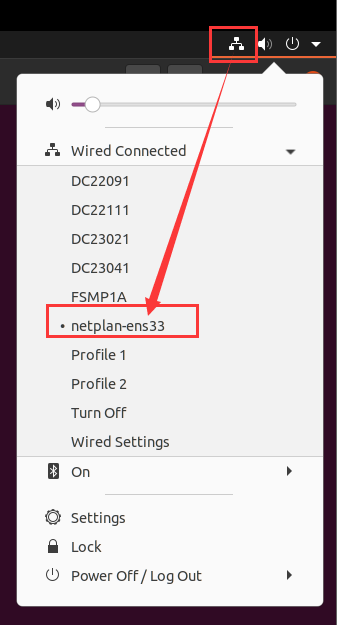 Wired Connected
DC22091
DC22111
DC23021
DC23041
FSMP1A
• netplan-ens33
Profile 1
Profile 2
Turn Off
Wired Settings
On
Settings
Lock
Power Off / Log Out